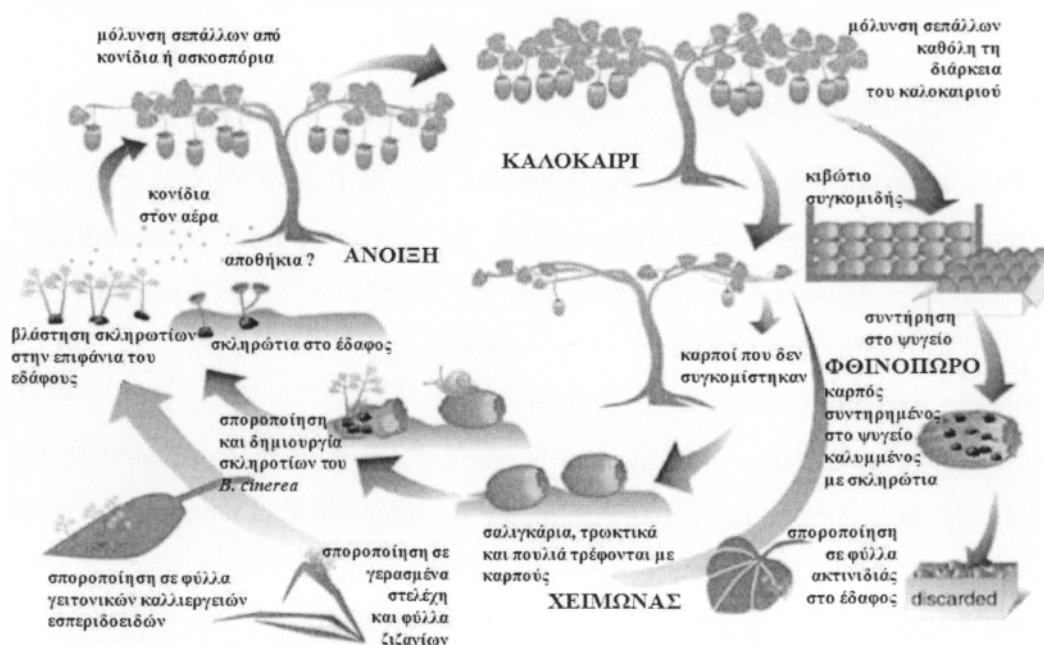 μόλυνση σεπάλλων από
κονίδια ή ασκοσπόρια
μόλυνση σεπάλλων
καθόλη τη
διάρκεια
του καλοκαιριού
ΚΑΛΟΚΑΙΡΙ
κιβώτιο
συγκομιδής
κονίδια
στον αέρα
αποθήκια ?
ΑΝΟΙΞΗ
βλάστηση σκληρωτίων
στην επιφάνια του
εδάφους
σκληρώτια στο έδαφος
καρποί που δεν
συγκομίστηκαν
συντήρηση
στο ψυγείο
ΦΘΙΝΟΠΩΡΟ
καρπός
συντηρημένος
στο ψυγείο
καλυμμένος
με σκληρώτια
σποροποίηση
και δημιουργία
σκληροτίων του
B. cinerea
σαλιγκάρια, τρωκτικά
και πουλιά τρέφονται με
καρπούς
ΧΕΙΜΩΝΑΣ
σποροποίηση σε φύλλα
γειτονικών καλλιεργειών
εσπεριδοειδών
σποροποίηση σε
γερασμένα
στελέχη
και φύλλα
ζιζανίων
σποροποίηση
σε φύλλα
ακτινιδιάς
στο έδαφος
discarded